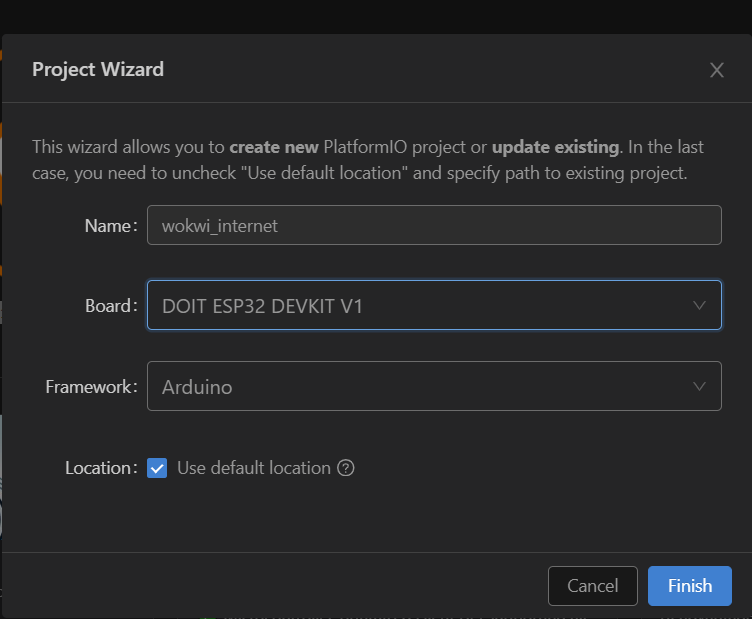 Project Wizard
This wizard allows you to create new PlatformIO project or update existing. In the last
case, you need to uncheck "Use default location" and specify path to existing project.
Name: wokwi_internet
Board: DOIT ESP32 DEVKIT V1
Framework: Arduino
Location: Use default location
Cancel Finish